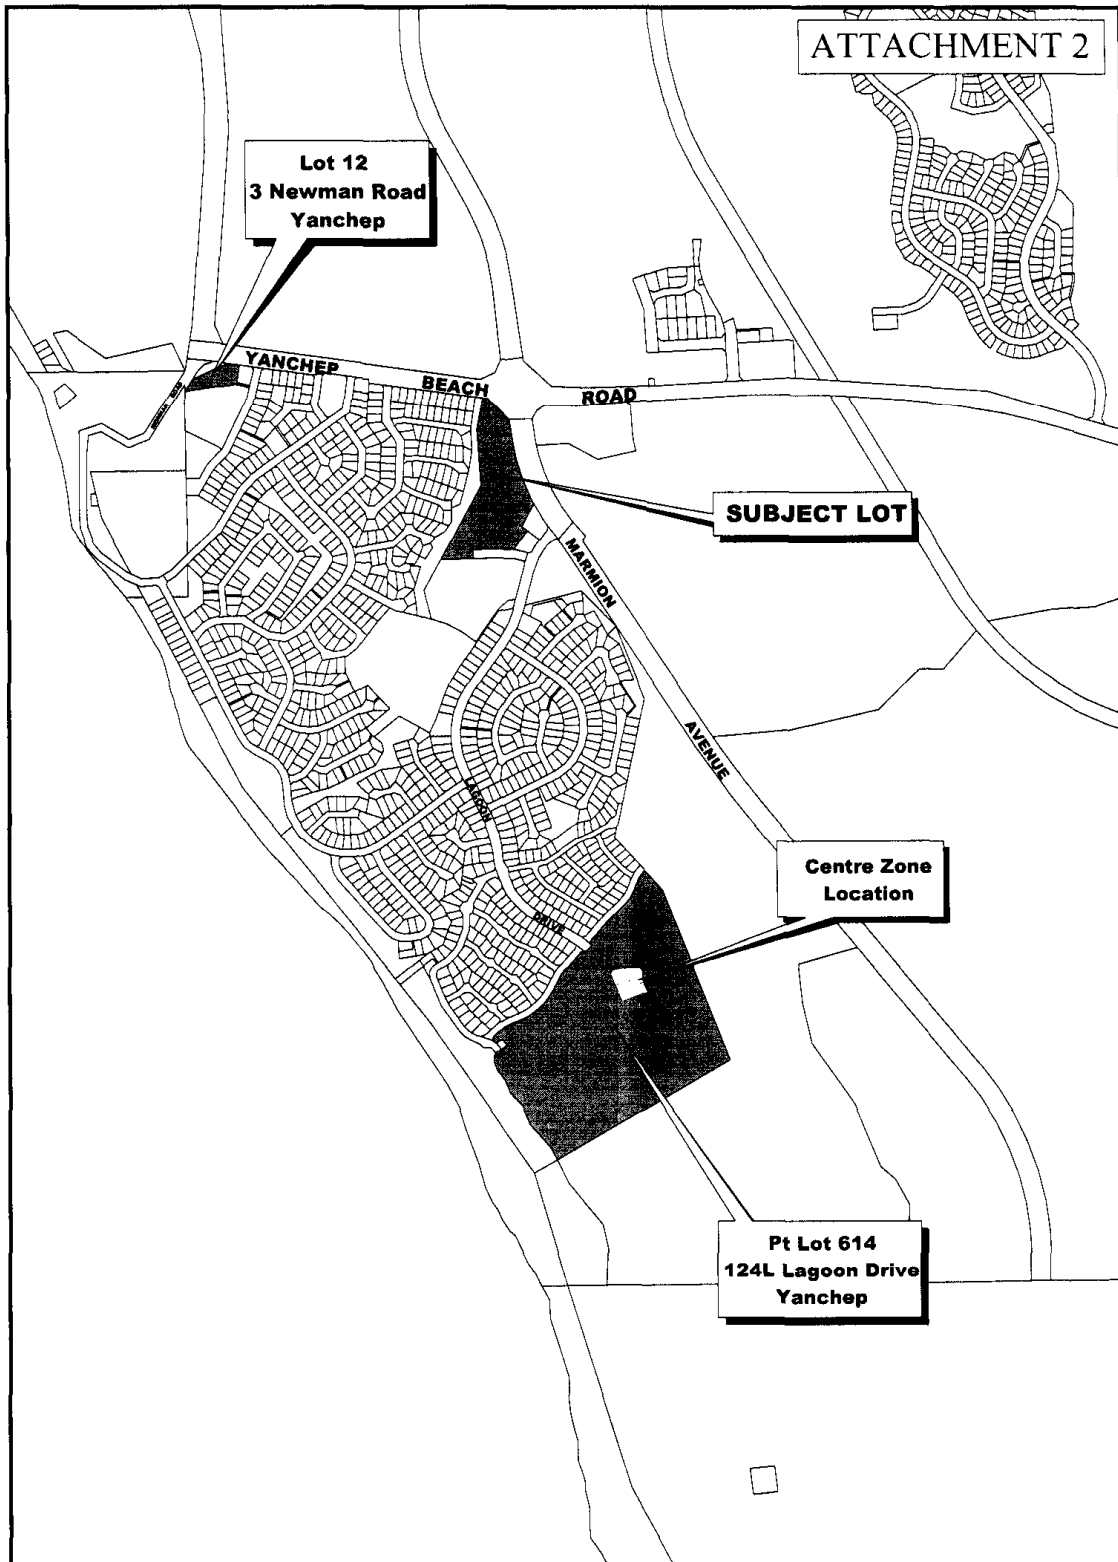 ATTACHMENT 2
Lot 12
3 Newman Road
Yanchep
YANCHEP BEACH ROAD
SUBJECT LOT
MARMION AVENUE
LAGOON DRIVE
Centre Zone
Location
Pt Lot 614
124L Lagoon Drive
Yanchep